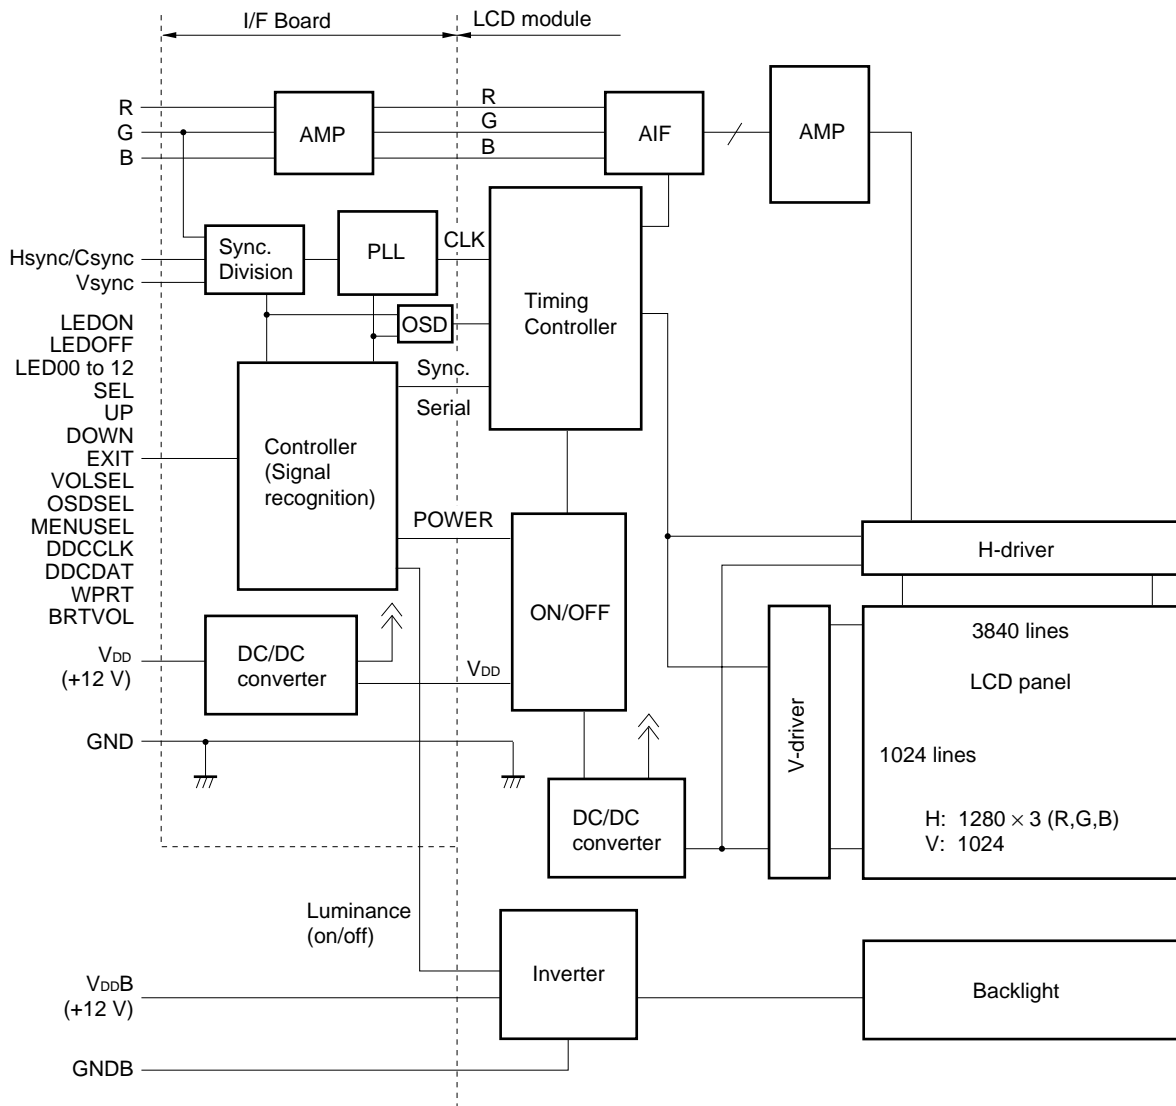 I/F Board
LCD module
R
G
B
AMP
R
G
B
AIF
AMP
Hsync/Csync
Vsync
Sync.
Division
PLL
CLK
OSD
Timing
Controller
LEDON
LEDOFF
LED00 to 12
SEL
UP
DOWN
EXIT
VOLSEL
OSDSEL
MENUSEL
DDCCLK
DDCDAT
WPRT
BRTVOL
Controller
(Signal
recognition)
Sync.
Serial
POWER
ON/OFF
H-driver
VDD
(+12 V)
DC/DC
converter
VDD
GND
DC/DC
converter
V-driver
3840 lines
LCD panel
1024 lines
H: 1280 × 3 (R,G,B)
V: 1024
Luminance
(on/off)
VDDB
(+12 V)
GNDB
Inverter
Backlight